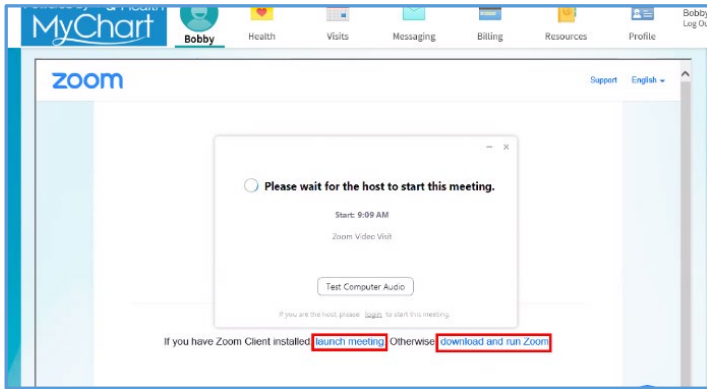 MyChart
Bobby
Health
Visits
Messaging
Billing
Resources
Profile
Bobby
Log Ou
zoom
Support
English
Please wait for the host to start this meeting.
Start: 9:09 AM
Zoom Video Visit
Test Computer Audio
If you are the host, please login to start this meeting.
If you have Zoom Client installed, launch meeting. Otherwise, download and run Zoom.